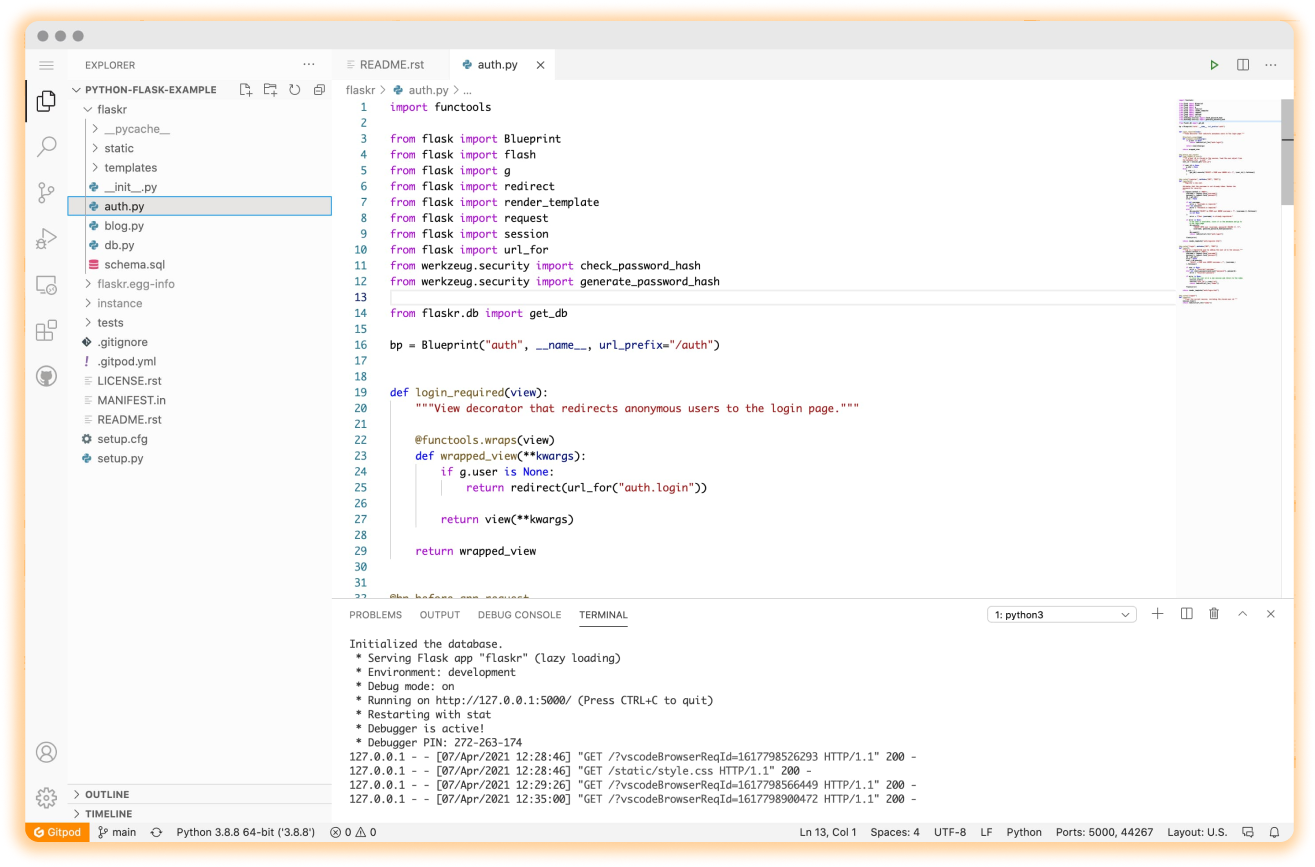 EXPLORER
PYTHON-FLASK-EXAMPLE
flaskr
__pycache__
static
templates
__init__.py
auth.py
blog.py
db.py
schema.sql
flaskr.egg-info
instance
tests
.gitignore
.gitpod.yml
LICENSE.rst
MANIFEST.in
README.rst
setup.cfg
setup.py
OUTLINE
TIMELINE
README.rst auth.py
flaskr > auth.py > ...
1 import functools
2
3 from flask import Blueprint
4 from flask import flash
5 from flask import g
6 from flask import redirect
7 from flask import render_template
8 from flask import request
9 from flask import session
10 from flask import url_for
11 from werkzeug.security import check_password_hash
12 from werkzeug.security import generate_password_hash
13
14 from flaskr.db import get_db
15
16 bp = Blueprint("auth", __name__, url_prefix="/auth")
17
18
19 def login_required(view):
20 """View decorator that redirects anonymous users to the login page."""
21
22 @functools.wraps(view)
23 def wrapped_view(**kwargs):
24 if g.user is None:
25 return redirect(url_for("auth.login"))
26
27 return view(**kwargs)
28
29 return wrapped_view
30
31
32 @bp.before_app_request
PROBLEMS OUTPUT DEBUG CONSOLE TERMINAL 1: python3
Initialized the database.
* Serving Flask app "flaskr" (lazy loading)
* Environment: development
* Debug mode: on
* Running on http://127.0.0.1:5000/ (Press CTRL+C to quit)
* Restarting with stat
* Debugger is active!
* Debugger PIN: 272-263-174
127.0.0.1 - - [07/Apr/2021 12:28:46] "GET /?vscodeBrowserReqId=1617798526293 HTTP/1.1" 200 -
127.0.0.1 - - [07/Apr/2021 12:28:46] "GET /static/style.css HTTP/1.1" 200 -
127.0.0.1 - - [07/Apr/2021 12:29:26] "GET /?vscodeBrowserReqId=1617798566449 HTTP/1.1" 200 -
127.0.0.1 - - [07/Apr/2021 12:35:00] "GET /?vscodeBrowserReqId=1617798900472 HTTP/1.1" 200 -
Gitpod main Python 3.8.8 64-bit ('3.8.8') 0 0 Ln 13, Col 1 Spaces: 4 UTF-8 LF Python Ports: 5000, 44267 Layout: U.S.